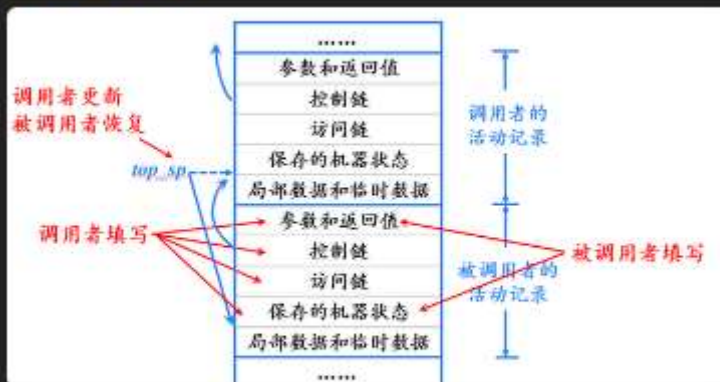 ……
参数和返回值
控制链
访问链
保存的机器状态
局部数据和临时数据
参数和返回值
控制链
访问链
保存的机器状态
局部数据和临时数据
……
调用者更新
被调用者恢复
top_sp
调用者填写
调用者的
活动记录
被调用者的
活动记录
被调用者填写